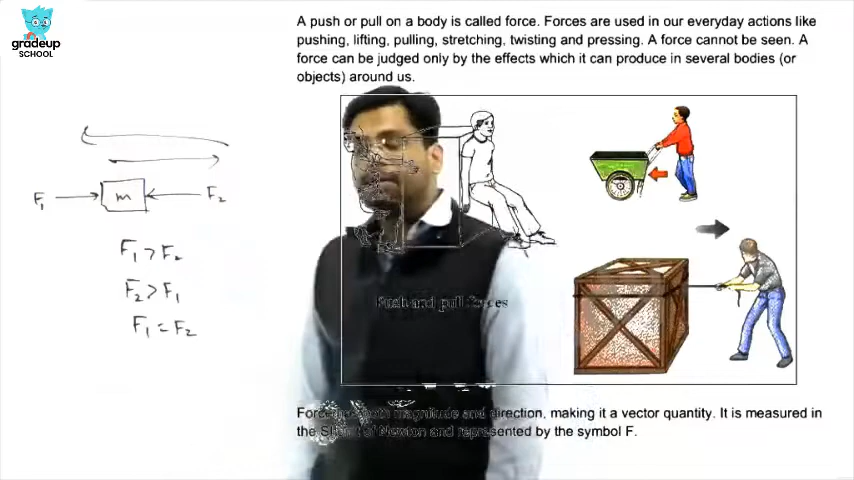 gradeup
SCHOOL
A push or pull on a body is called force. Forces are used in our everyday actions like
pushing, lifting, pulling, stretching, twisting and pressing. A force cannot be seen. A
force can be judged only by the effects which it can produce in several bodies (or
objects) around us.
F₁ m F₂
F₁ > F₂
F₂ > F₁
F₁ = F₂
Push and pull forces
magnitude and direction, making it a vector quantity. It is measured in
the SI unit of Newton and represented by the symbol F.